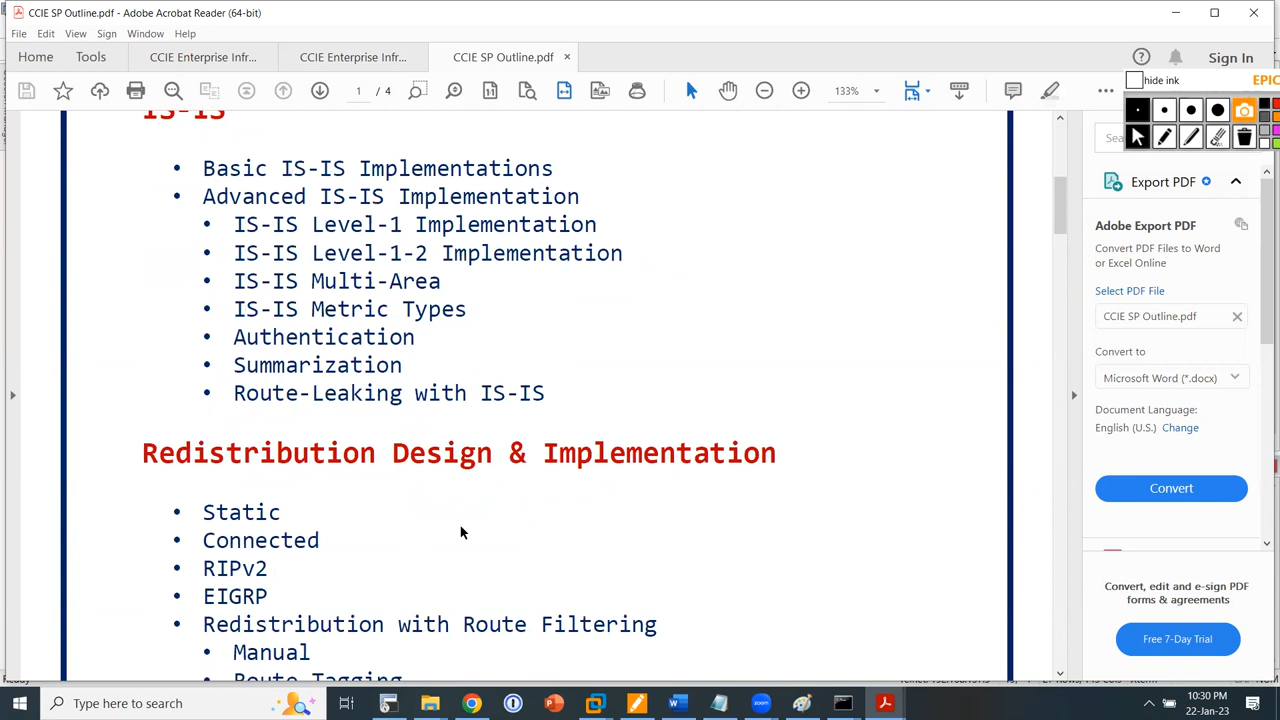 CCIE SP Outline.pdf - Adobe Acrobat Reader (64-bit)
File Edit View Sign Window Help
Home Tools CCIE Enterprise Infr... CCIE Enterprise Infr... CCIE SP Outline.pdf × Sign In
1 / 4 133% hide ink EPIC
IS-IS
• Basic IS-IS Implementations
• Advanced IS-IS Implementation
• IS-IS Level-1 Implementation
• IS-IS Level-1-2 Implementation
• IS-IS Multi-Area
• IS-IS Metric Types
• Authentication
• Summarization
• Route-Leaking with IS-IS
Redistribution Design & Implementation
• Static
• Connected
• RIPv2
• EIGRP
• Redistribution with Route Filtering
• Manual
• Route Tagging
Sea
Export PDF
Adobe Export PDF
Convert PDF Files to Word
or Excel Online
Select PDF File
CCIE SP Outline.pdf
Convert to
Microsoft Word (*.docx)
Document Language:
English (U.S.) Change
Convert
Convert, edit and e-sign PDF
forms & agreements
Free 7-Day Trial
Ready
Type here to search
10:30 PM
22-Jan-23